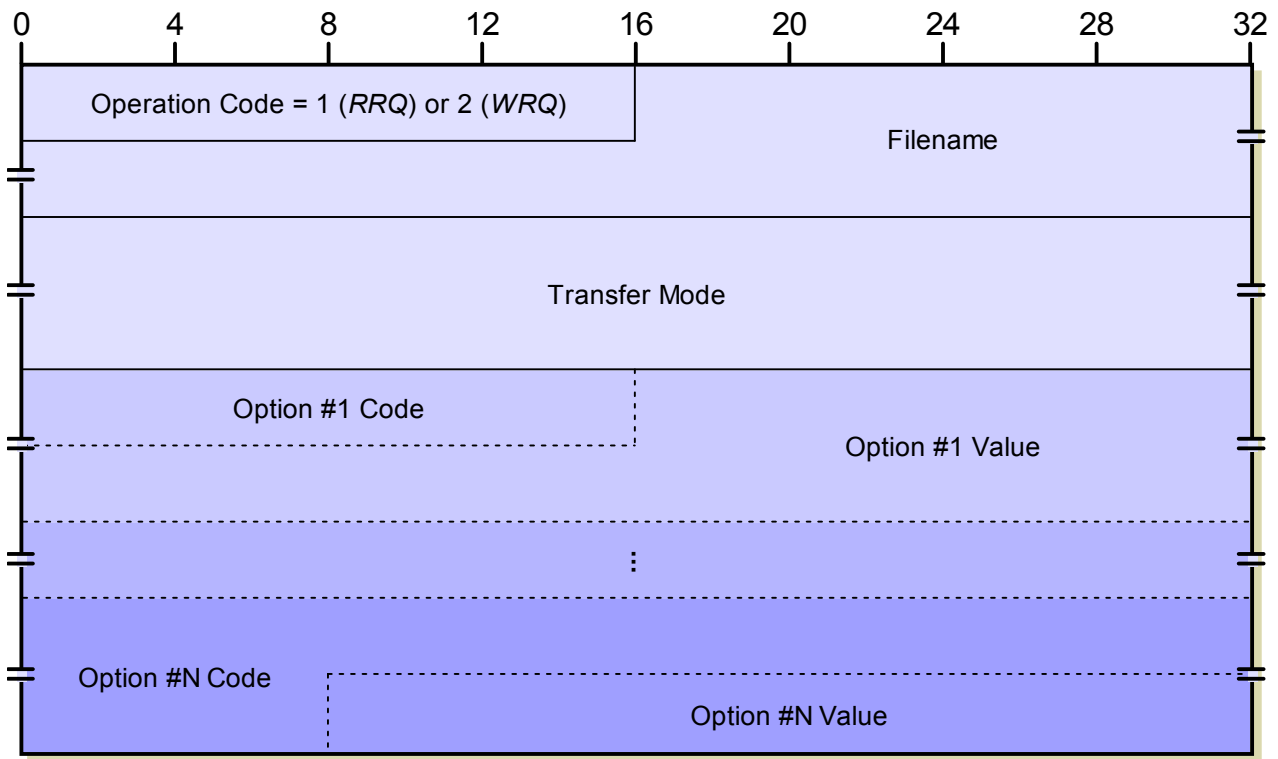 0 4 8 12 16 20 24 28 32
Operation Code = 1 (RRQ) or 2 (WRQ)
Filename
Transfer Mode
Option #1 Code
Option #1 Value
⋮
Option #N Code
Option #N Value